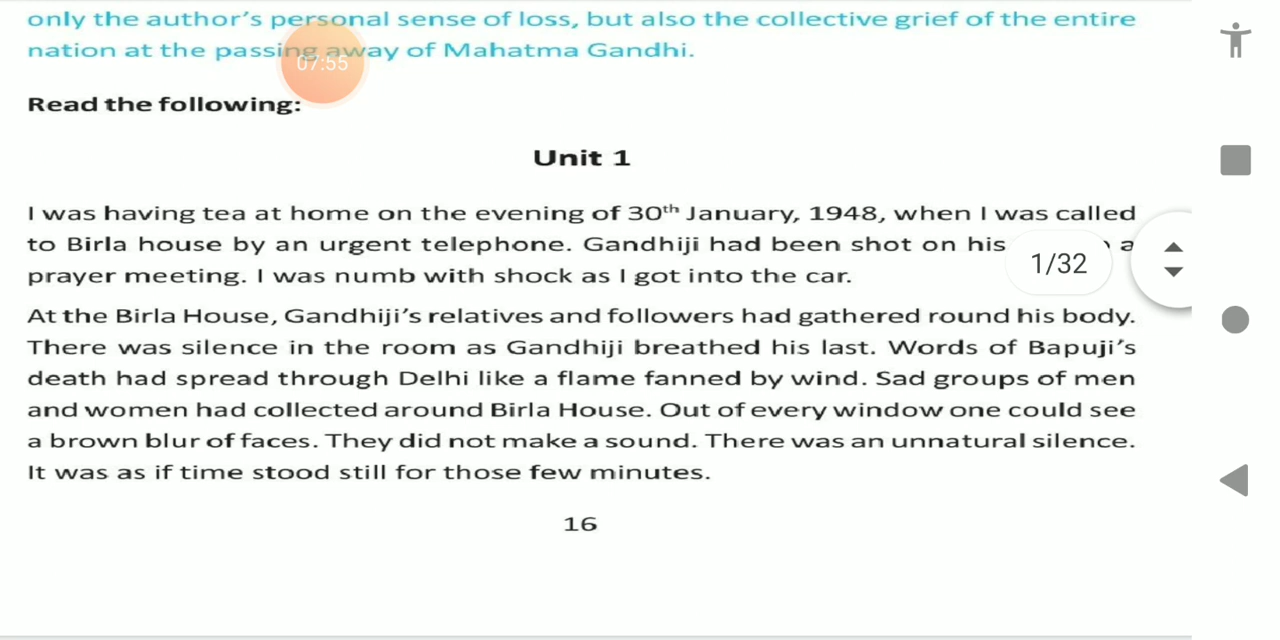 only the author's personal sense of loss, but also the collective grief of the entire
nation at the passing away of Mahatma Gandhi.
07:55
Read the following:
Unit 1
I was having tea at home on the evening of 30th January, 1948, when I was called
to Birla house by an urgent telephone. Gandhiji had been shot on his a
1/32
prayer meeting. I was numb with shock as I got into the car.
At the Birla House, Gandhiji's relatives and followers had gathered round his body.
There was silence in the room as Gandhiji breathed his last. Words of Bapuji's
death had spread through Delhi like a flame fanned by wind. Sad groups of men
and women had collected around Birla House. Out of every window one could see
a brown blur of faces. They did not make a sound. There was an unnatural silence.
It was as if time stood still for those few minutes.
16